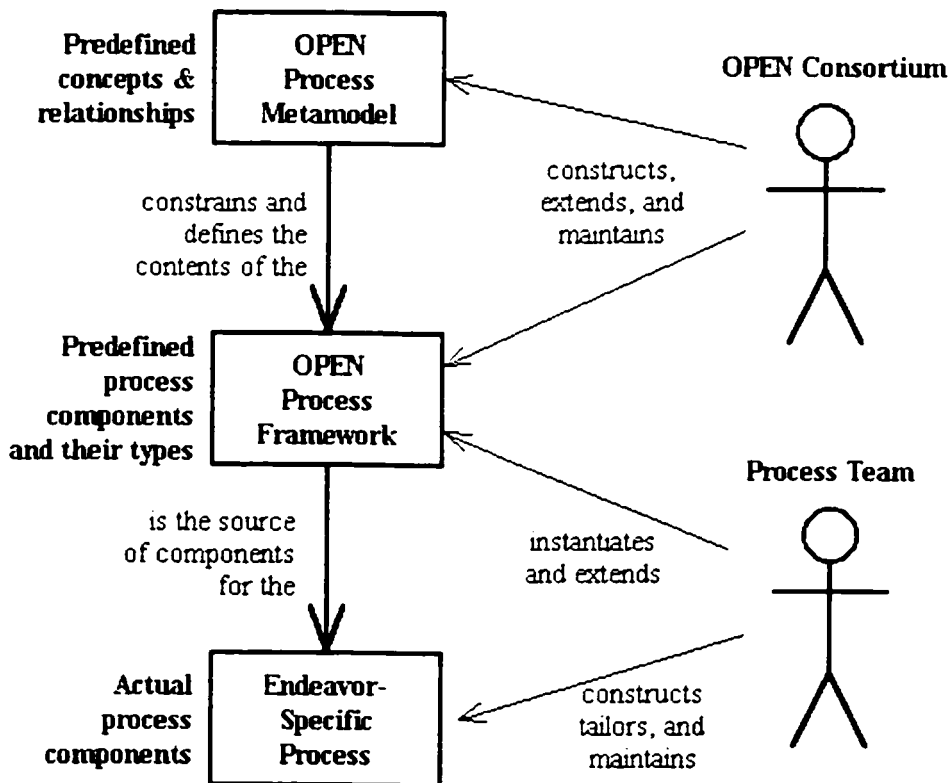 Predefined
concepts &
relationships
OPEN
Process
Metamodel
OPEN Consortium
constrains and
defines the
contents of the
constructs,
extends, and
maintains
Predefined
process
components
and their types
OPEN
Process
Framework
Process Team
is the source
of components
for the
instantiates
and extends
Actual
process
components
Endeavor-
Specific
Process
constructs
tailors, and
maintains